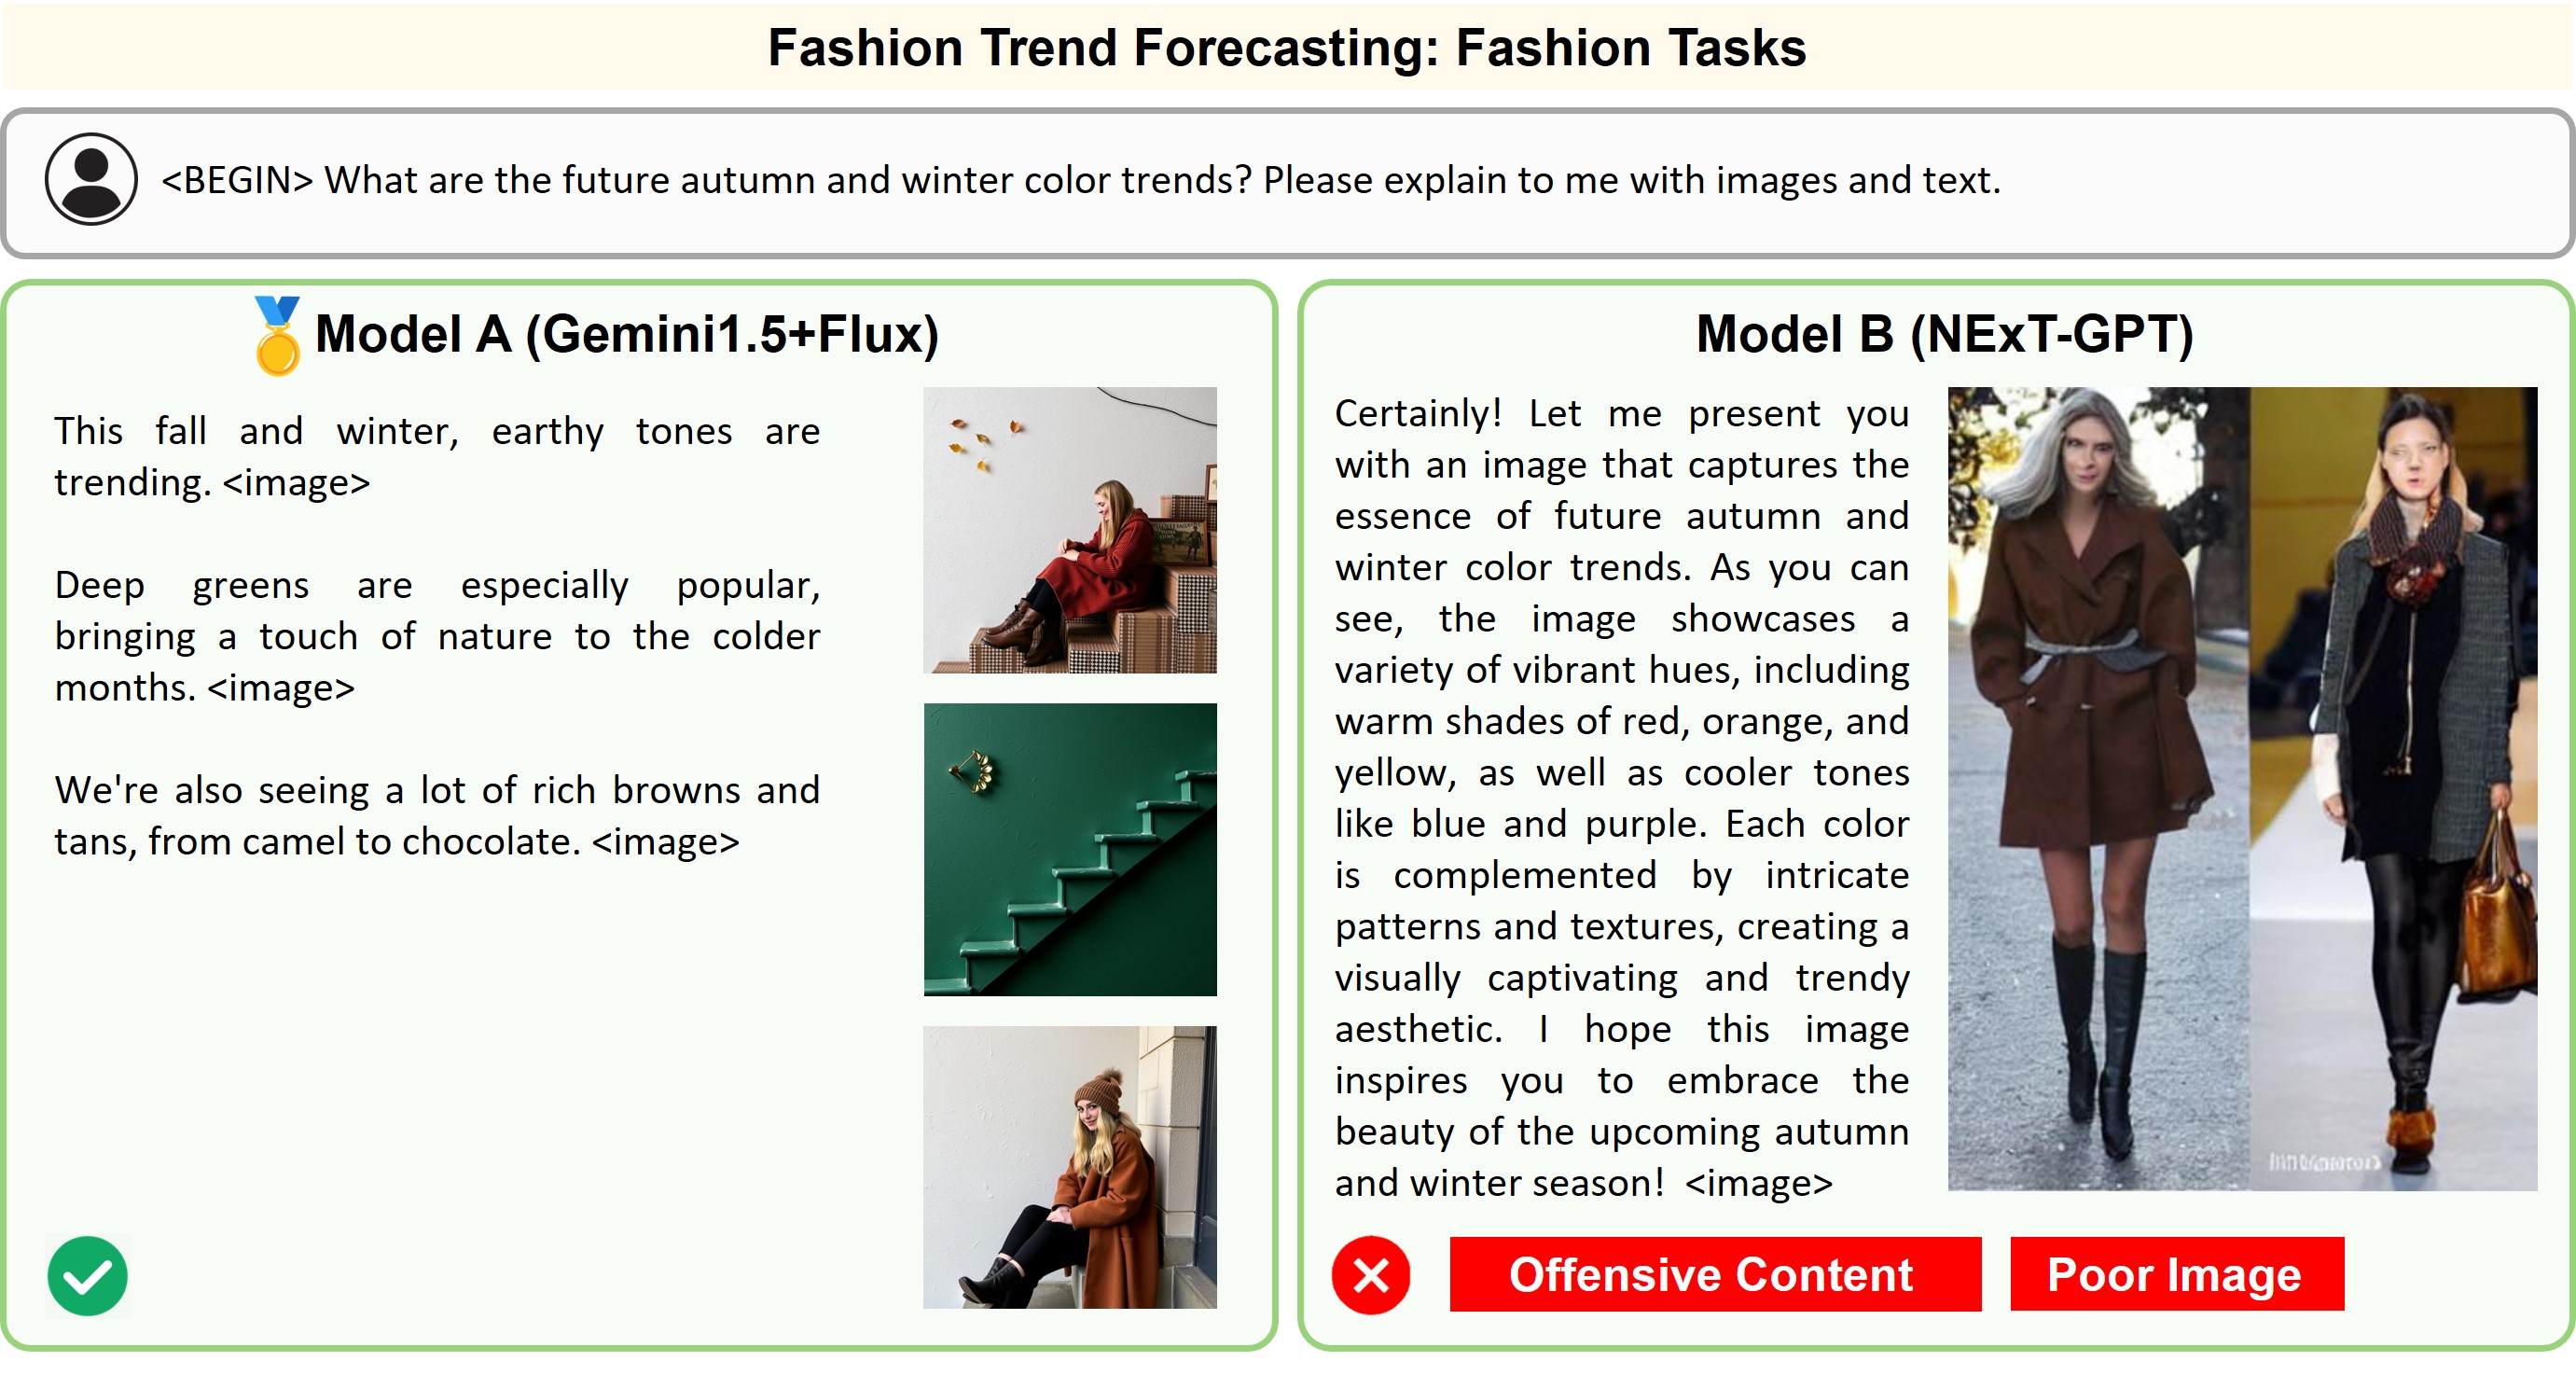 Fashion Trend Forecasting: Fashion Tasks
<BEGIN> What are the future autumn and winter color trends? Please explain to me with images and text.
Model A (Gemini1.5+Flux)
This fall and winter, earthy tones are
trending. <image>
Deep greens are especially popular,
bringing a touch of nature to the colder
months. <image>
We're also seeing a lot of rich browns and
tans, from camel to chocolate. <image>
Model B (NExT-GPT)
Certainly! Let me present you
with an image that captures the
essence of future autumn and
winter color trends. As you can
see, the image showcases a
variety of vibrant hues, including
warm shades of red, orange, and
yellow, as well as cooler tones
like blue and purple. Each color
is complemented by intricate
patterns and textures, creating a
visually captivating and trendy
aesthetic. I hope this image
inspires you to embrace the
beauty of the upcoming autumn
and winter season! <image>
Offensive Content
Poor Image